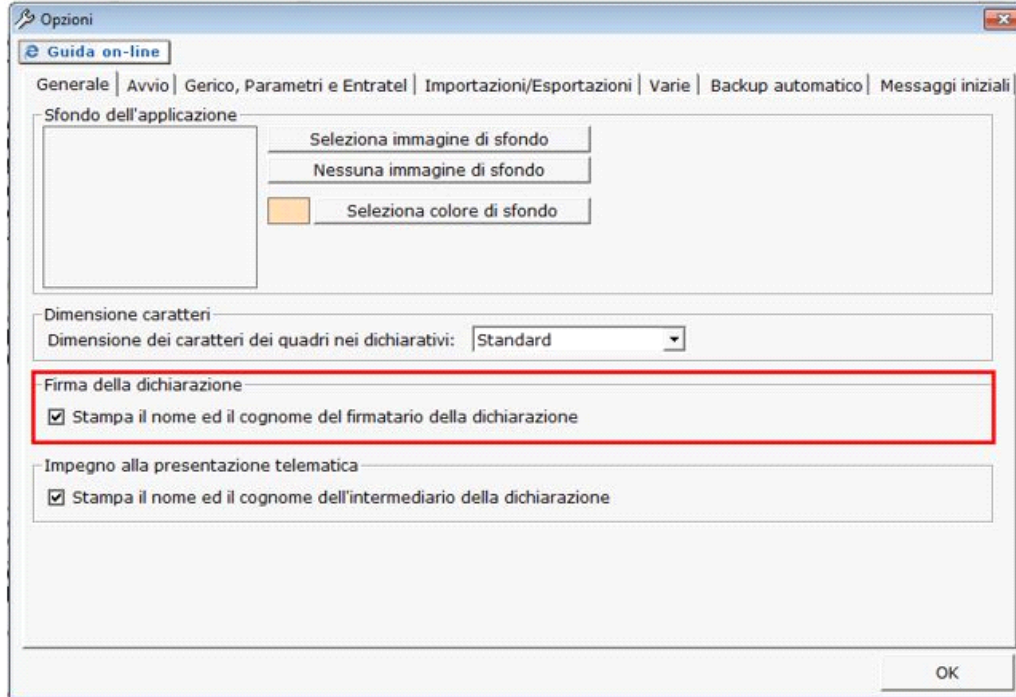 Opzioni
Guida on-line
Generale Avvio Gerico, Parametri e Entratel Importazioni/Esportazioni Varie Backup automatico Messaggi iniziali
Sfondo dell'applicazione
Seleziona immagine di sfondo
Nessuna immagine di sfondo
Seleziona colore di sfondo
Dimensione caratteri
Dimensione dei caratteri dei quadri nei dichiarativi: Standard
Firma della dichiarazione
Stampa il nome ed il cognome del firmatario della dichiarazione
Impegno alla presentazione telematica
Stampa il nome ed il cognome dell'intermediario della dichiarazione
OK